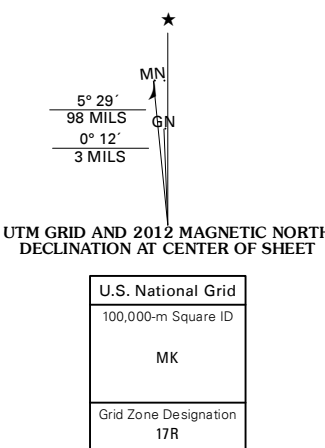 ★
MN
GN
5° 29´
98 MILS
0° 12´
3 MILS
UTM GRID AND 2012 MAGNETIC NORTH
DECLINATION AT CENTER OF SHEET
U.S. National Grid
100,000-m Square ID
MK
Grid Zone Designation
17R